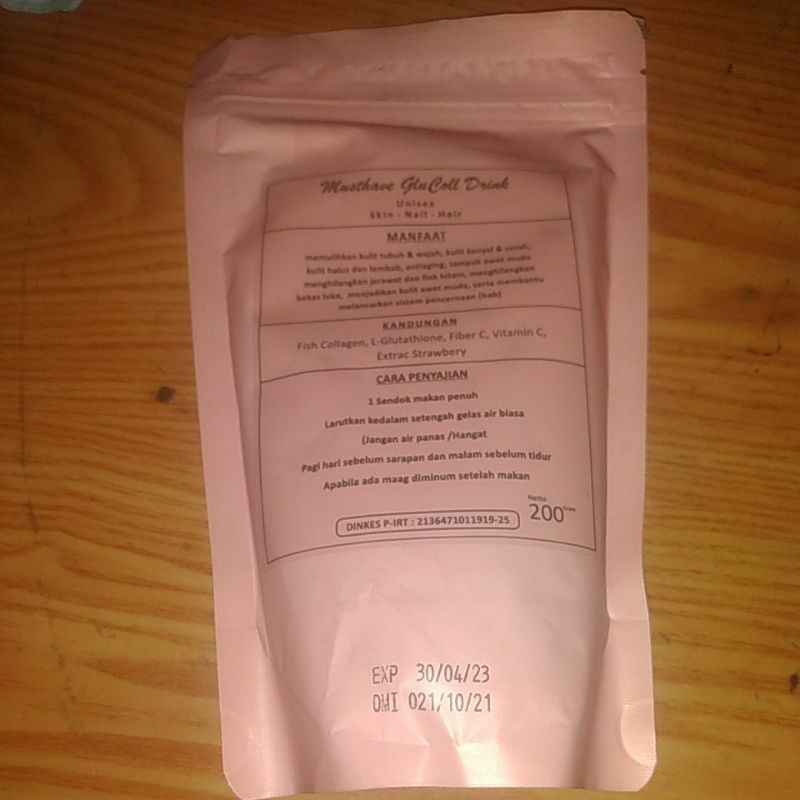 Musthave GluColl Drink
Unisex
Skin - Nail - Hair
MANFAAT
memutihkan kulit tubuh & wajah, kulit kenyal & cerah,
kulit halus dan lembab, antiaging, tampak awet muda
menghilangkan jerawat dan flek hitam, menghilangkan
bekas luka, menjadikan kulit awet muda, serta membantu
melancarkan sistem pencernaan (bab)
KANDUNGAN
Fish Collagen, L-Glutathione, Fiber C, Vitamin C,
Extrac Strawbery
CARA PENYAJIAN
1 Sendok makan penuh
Larutkan kedalam setengah gelas air biasa
(Jangan air panas /Hangat
Pagi hari sebelum sarapan dan malam sebelum tidur
Apabila ada maag diminum setelah makan
Netto
200 Gram
DINKES P-IRT : 2136471011919-25
EXP 30/04/23
OMI 021/10/21